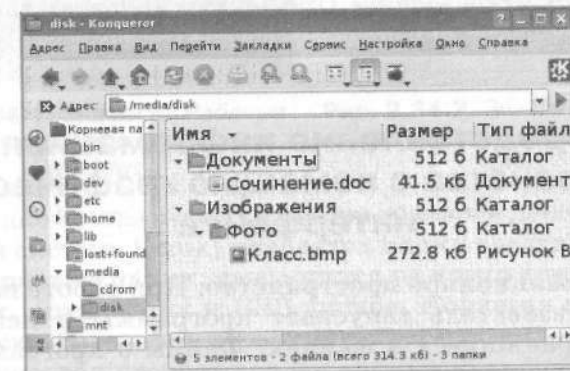 disk - Konqueror
Адрес Правка Вид Перейти Закладки Сервис Настройка Окно Справка
Адрес: /media/disk
Корневая па
bin
boot
dev
etc
home
lib
lost+found
media
cdrom
disk
mnt
Имя Размер Тип файл
Документы 512 б Каталог
Сочинение.doc 41.5 кб Документ
Изображения 512 б Каталог
Фото 512 б Каталог
Класс.bmp 272.8 кб Рисунок В
5 элементов - 2 файла (всего 314.3 кб) - 3 папки